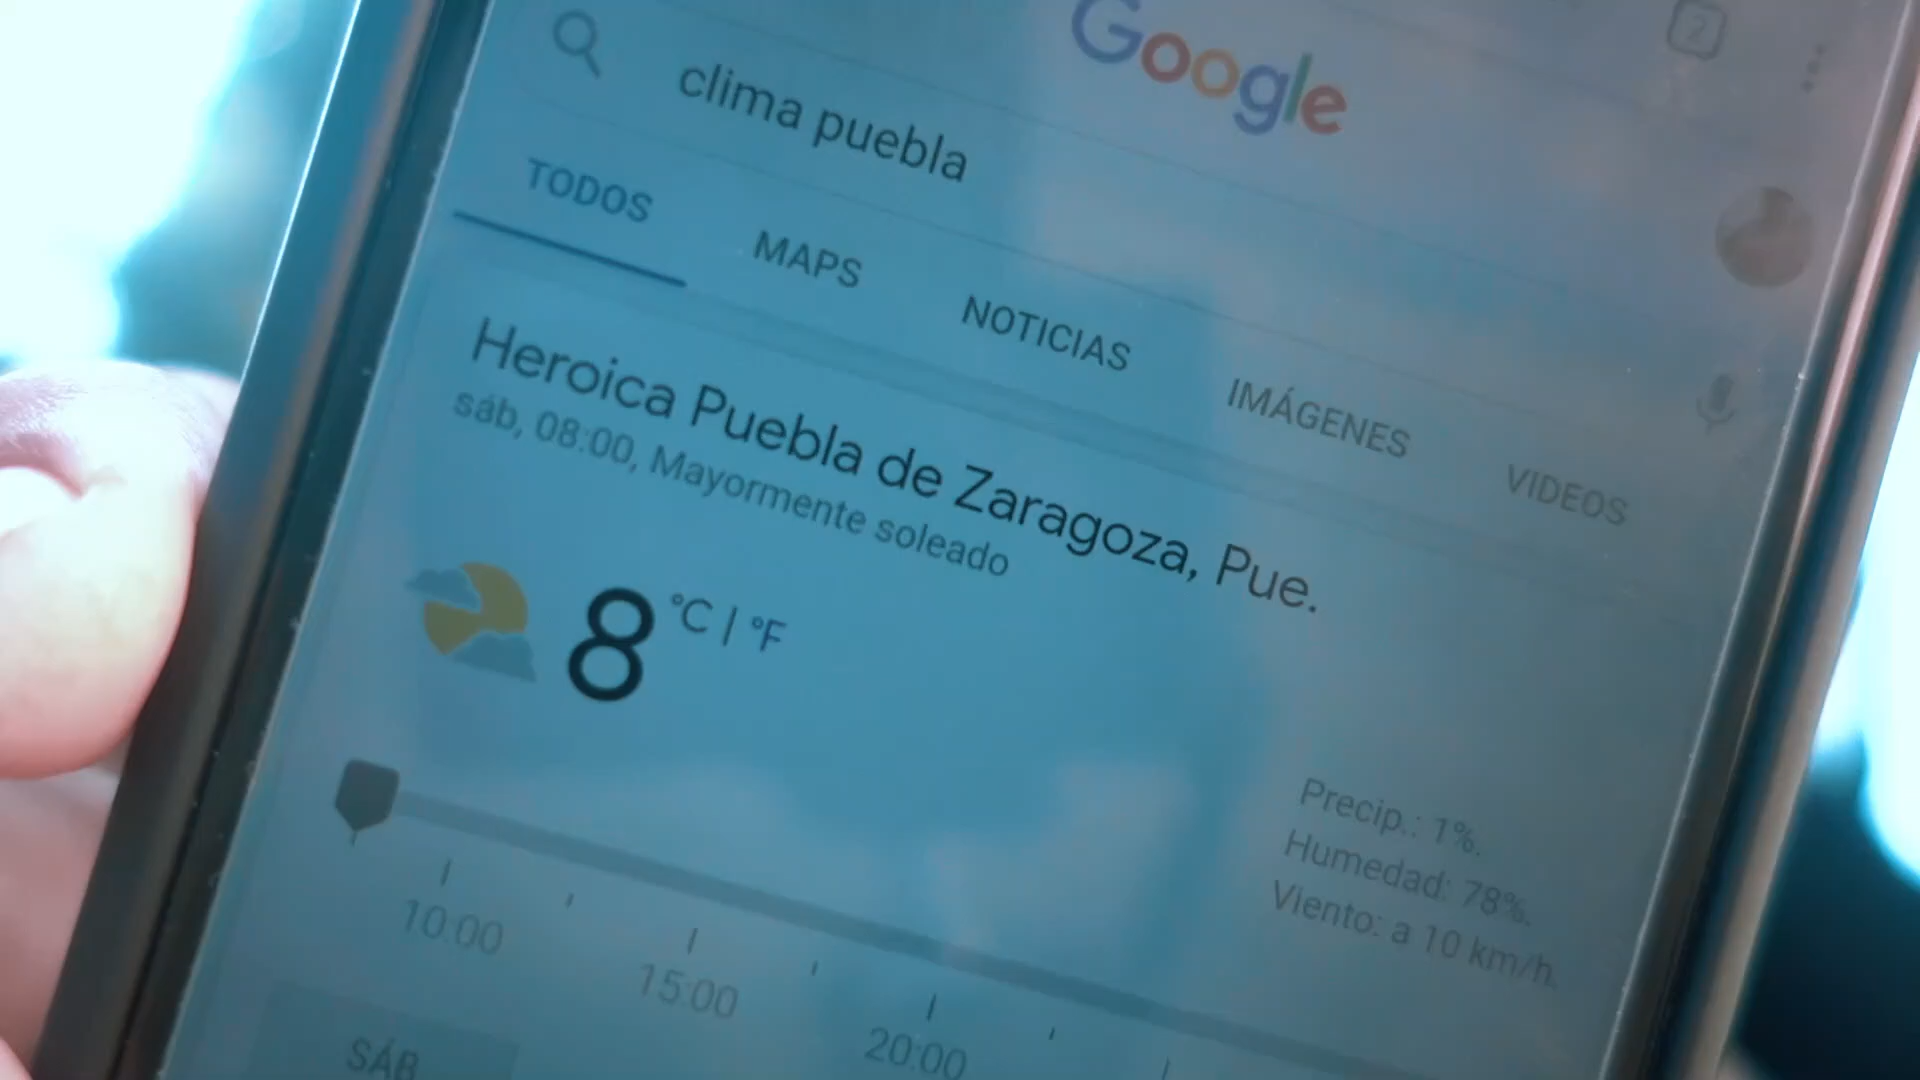 2
Google
clima puebla
TODOS MAPS NOTICIAS IMÁGENES VIDEOS
Heroica Puebla de Zaragoza, Pue.
sáb, 08:00, Mayormente soleado
8 °C | °F
Precip.: 1%.
Humedad: 78%.
Viento: a 10 km/h.
10:00 15:00 20:00
SÁB